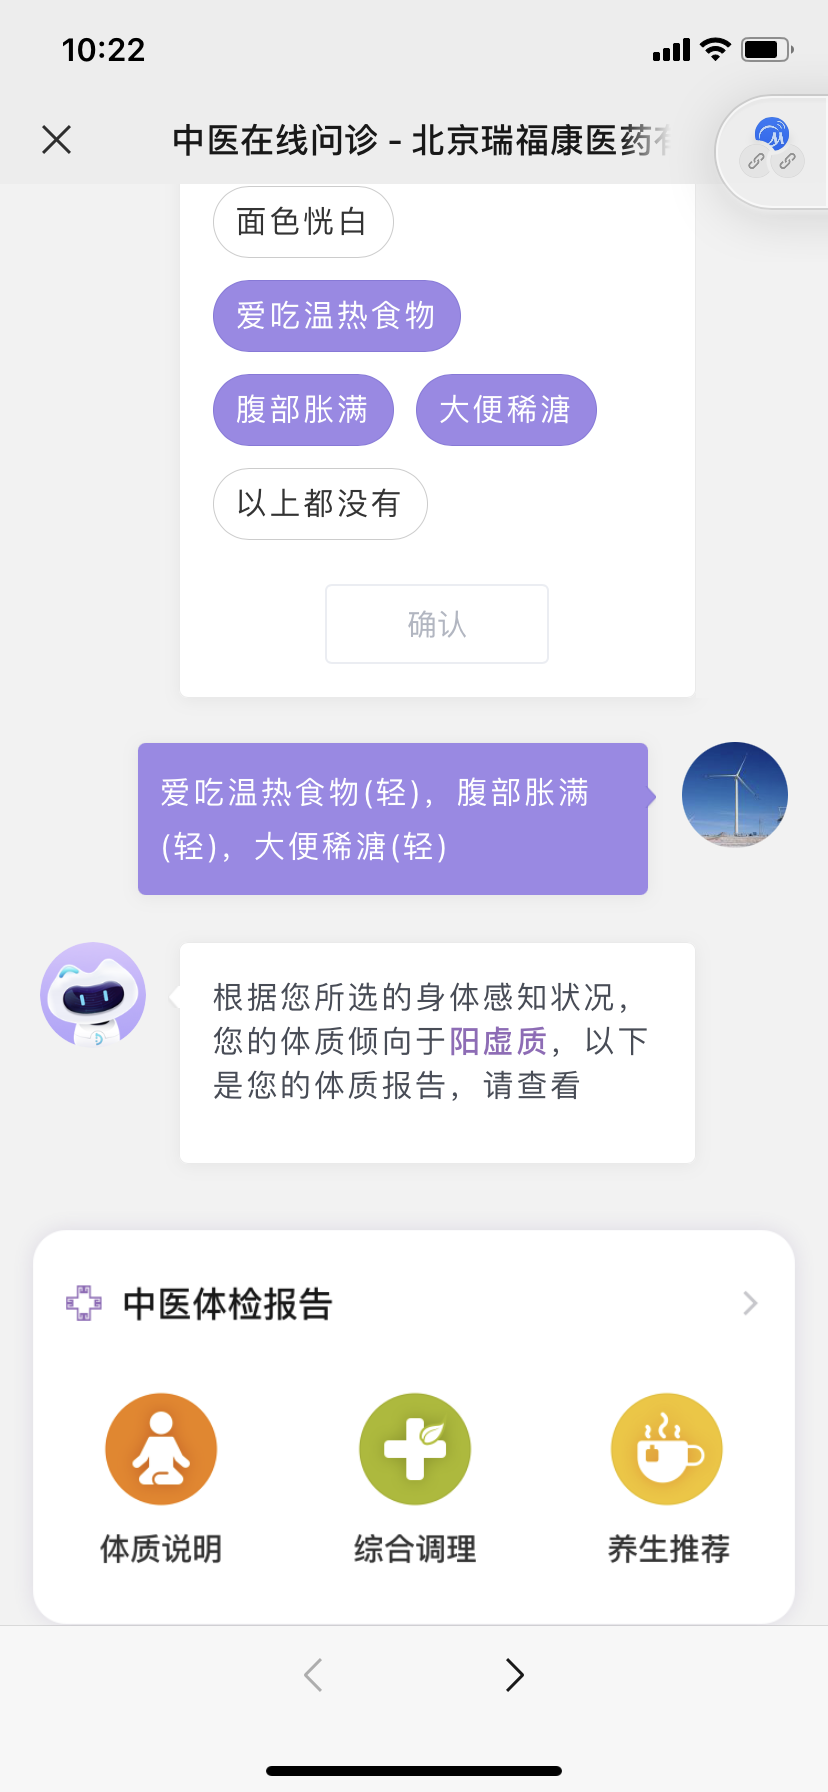 10:22
中医在线问诊 - 北京瑞福康医药有
面色恍白
爱吃温热食物
腹部胀满 大便稀溏
以上都没有
确认
爱吃温热食物(轻)，腹部胀满
(轻)，大便稀溏(轻)
根据您所选的身体感知状况，
您的体质倾向于阳虚质，以下
是您的体质报告，请查看
中医体检报告
体质说明 综合调理 养生推荐